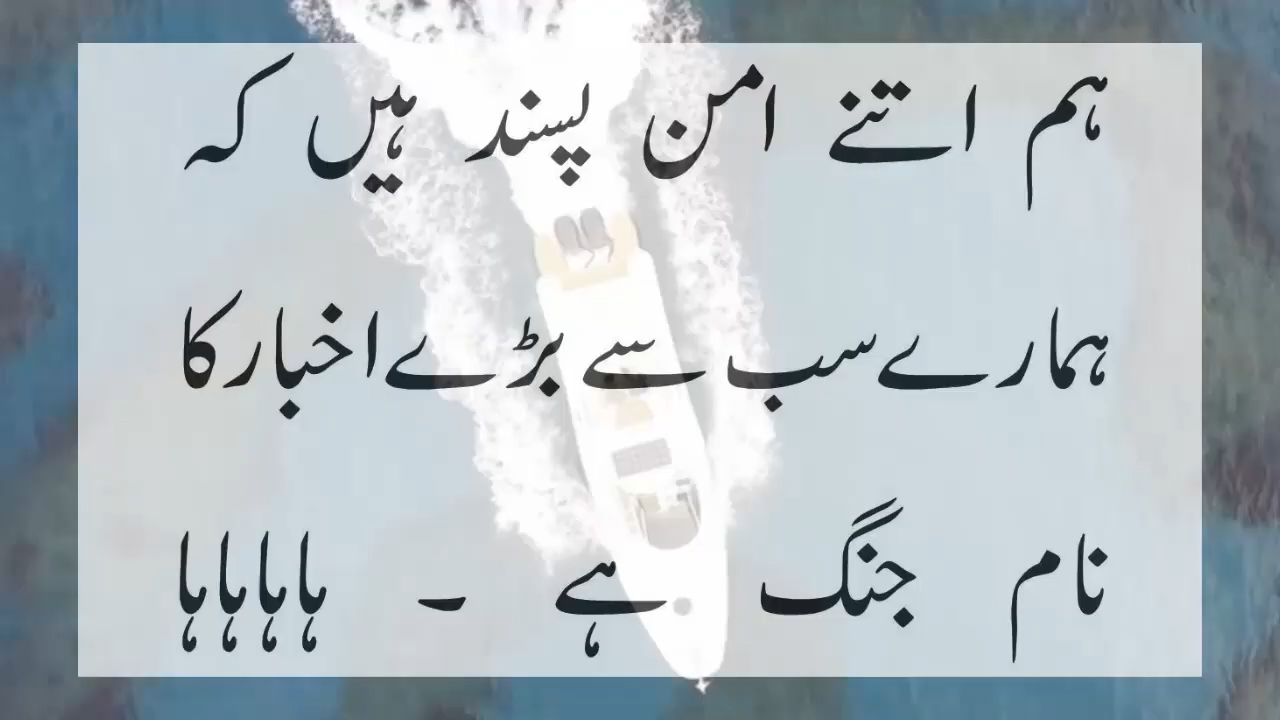 ہم اتنے امن پسند ہیں کہ
ہمارے سب سے بڑے اخبار کا
نام جنگ ہے ۔ ہاہاہاہا